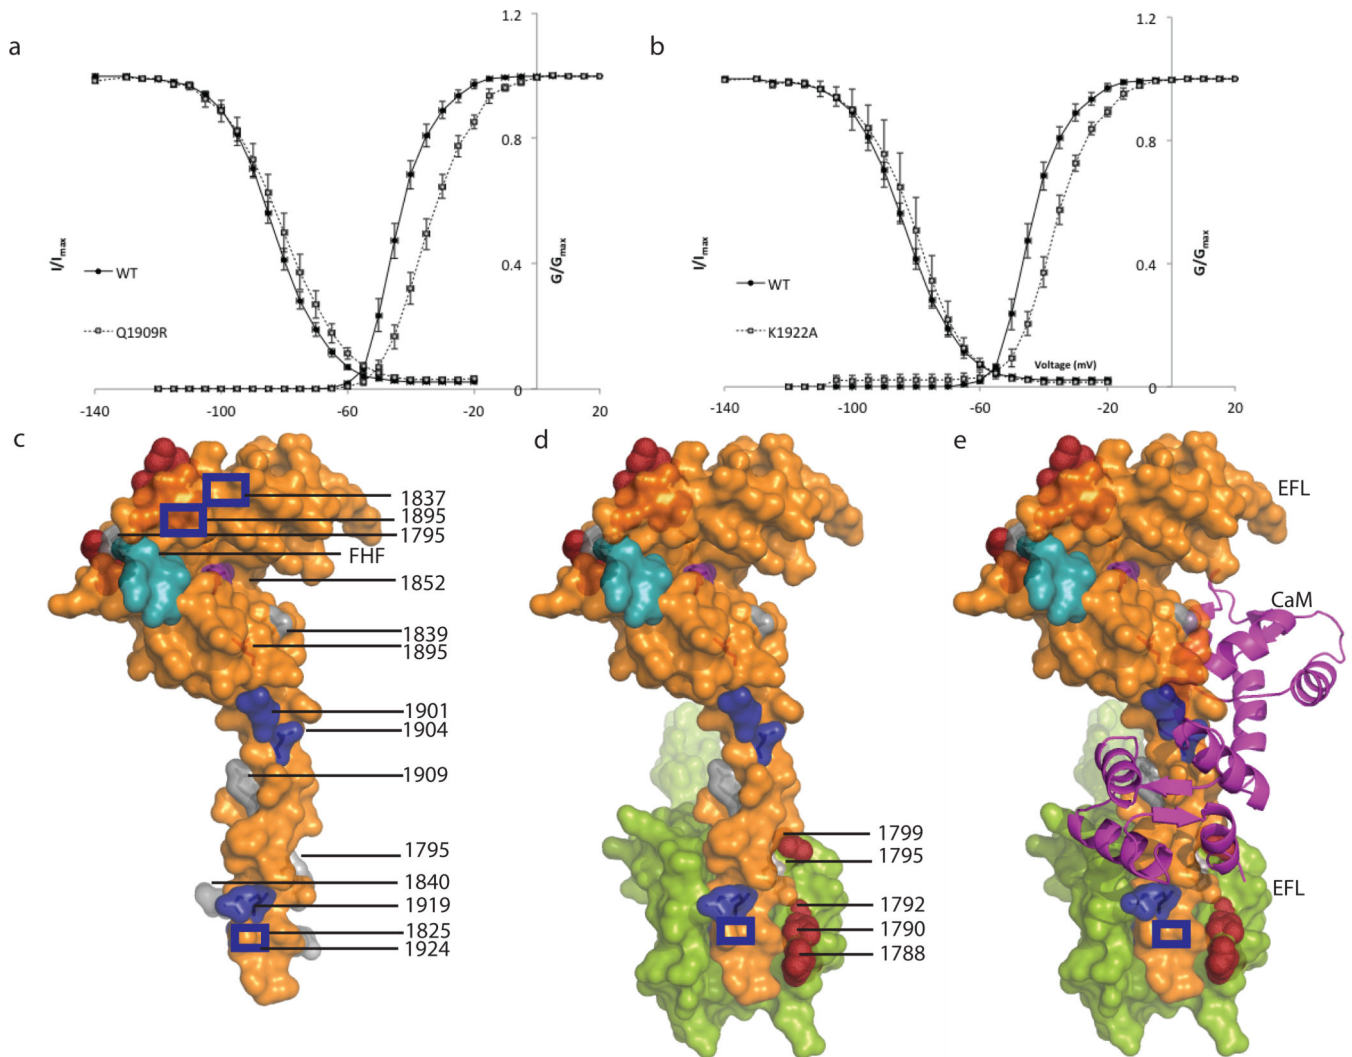 a
1.2
0.8
0.4
0
I/Imax
G/Gmax
WT
Q1909R
-140
-100
-60
-20
20
b
1.2
0.8
0.4
0
I/Imax
G/Gmax
WT
K1922A
Voltage (mV)
-140
-100
-60
-20
20
c
1837
1895
1795
FHF
1852
1839
1895
1901
1904
1909
1795
1840
1919
1825
1924
d
1799
1795
1792
1790
1788
e
EFL
CaM
EFL